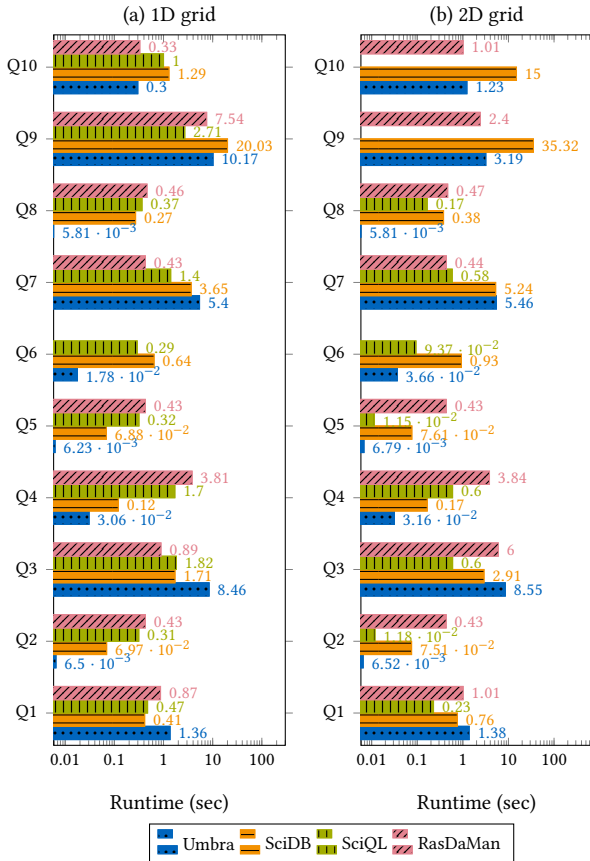 (a) 1D grid
(b) 2D grid
Q10
0.33
1
1.29
0.3
Q9
7.54
2.71
20.03
10.17
Q8
0.46
0.37
0.27
5.81 · 10−3
Q7
0.43
1.4
3.65
5.4
Q6
0.29
0.64
1.78 · 10−2
Q5
0.43
0.32
6.88 · 10−2
6.23 · 10−3
Q4
3.81
1.7
0.12
3.06 · 10−2
Q3
0.89
1.82
1.71
8.46
Q2
0.43
0.31
6.97 · 10−2
6.5 · 10−3
Q1
0.87
0.47
0.41
1.36
0.01 0.1 1 10 100
Runtime (sec)
Q10
1.01
15
1.23
Q9
2.4
35.32
3.19
Q8
0.47
0.17
0.38
5.81 · 10−3
Q7
0.44
0.58
5.24
5.46
Q6
9.37 · 10−2
0.93
3.66 · 10−2
Q5
0.43
1.15 · 10−2
7.61 · 10−2
6.79 · 10−3
Q4
3.84
0.6
0.17
3.16 · 10−2
Q3
6
0.6
2.91
8.55
Q2
0.43
1.18 · 10−2
7.51 · 10−2
6.52 · 10−3
Q1
1.01
0.23
0.76
1.38
0.01 0.1 1 10 100
Runtime (sec)
Umbra SciDB SciQL RasDaMan